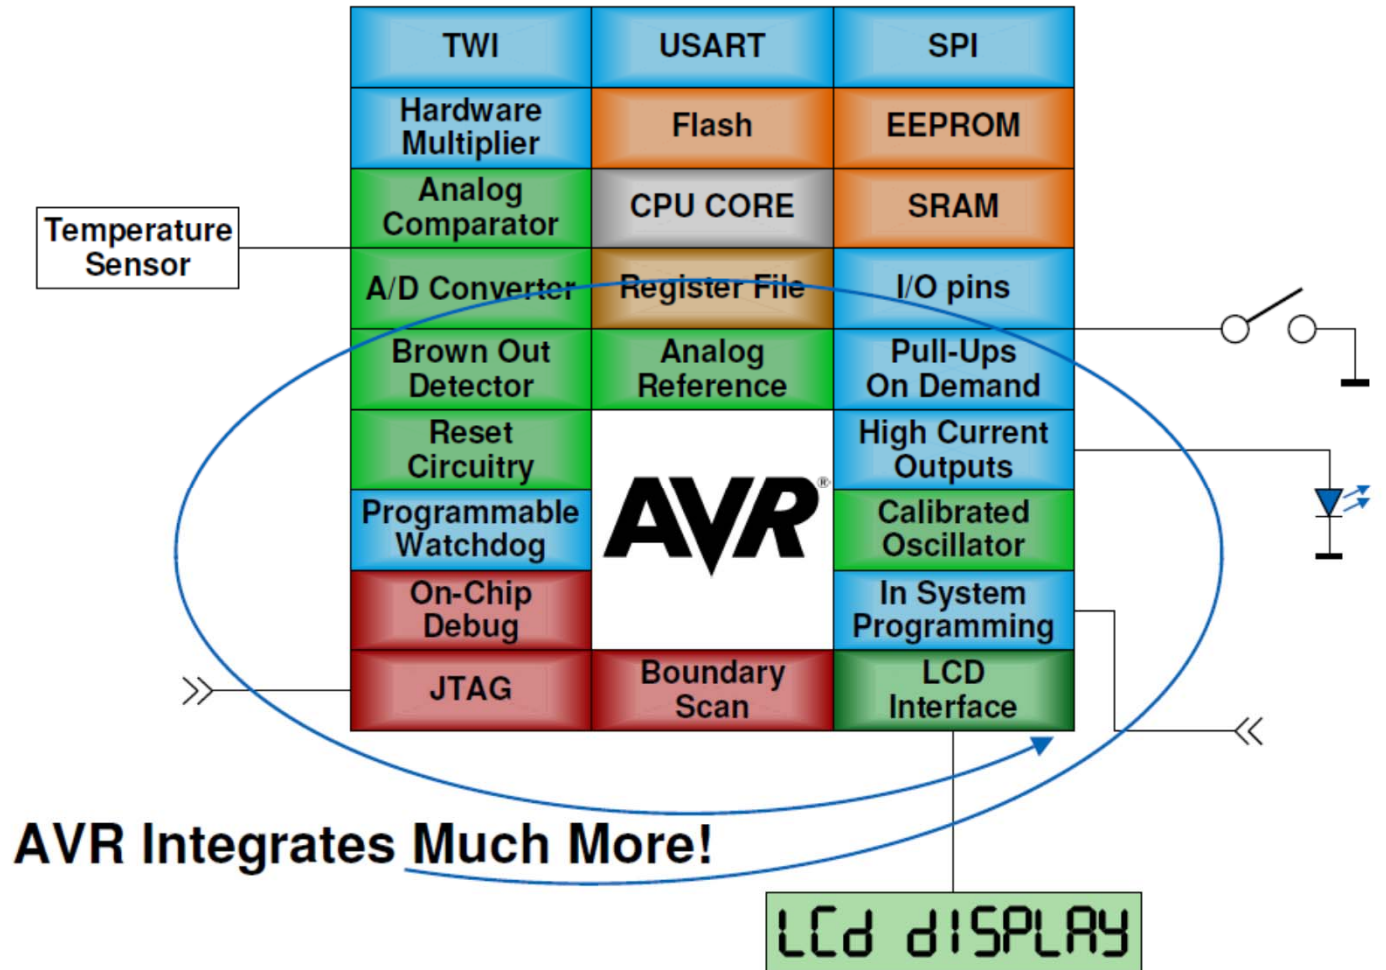 TWI
USART
SPI
Hardware
Multiplier
Flash
EEPROM
Analog
Comparator
CPU CORE
SRAM
Temperature
Sensor
A/D Converter
Register File
I/O pins
Brown Out
Detector
Analog
Reference
Pull-Ups
On Demand
Reset
Circuitry
High Current
Outputs
AVR®
Programmable
Watchdog
Calibrated
Oscillator
On-Chip
Debug
In System
Programming
JTAG
Boundary
Scan
LCD
Interface
AVR Integrates Much More!
LCd dISPLAY